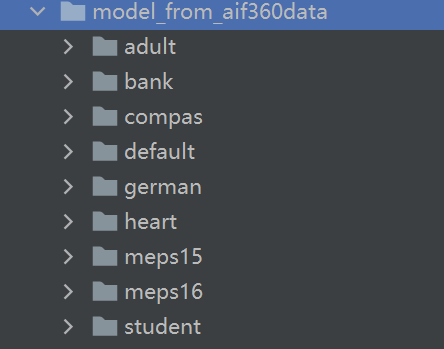 model_from_aif360data
adult
bank
compas
default
german
heart
meps15
meps16
student